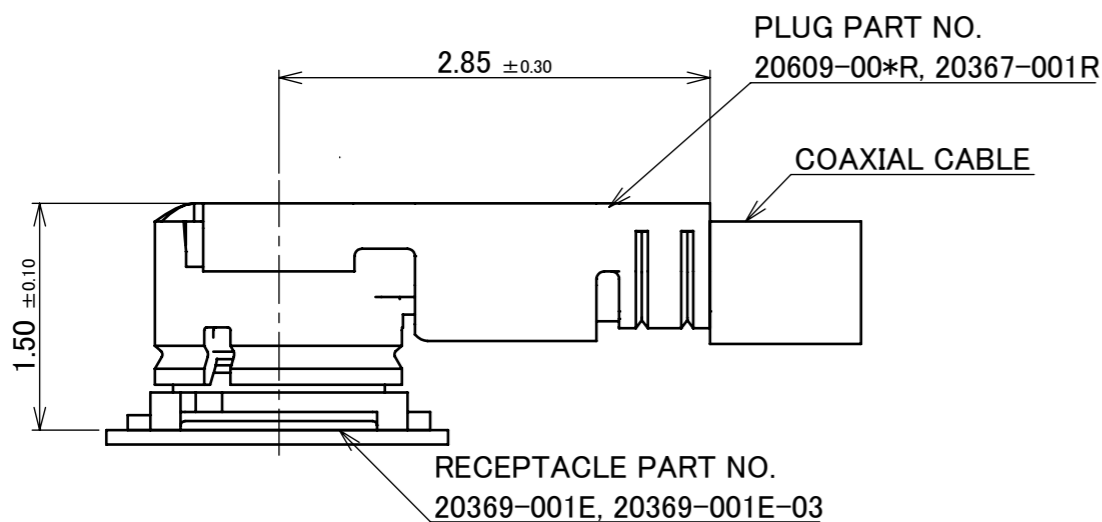 PLUG PART NO.
20609-00*R, 20367-001R
2.85 ±0.30
COAXIAL CABLE
1.50 ±0.10
RECEPTACLE PART NO.
20369-001E, 20369-001E-03